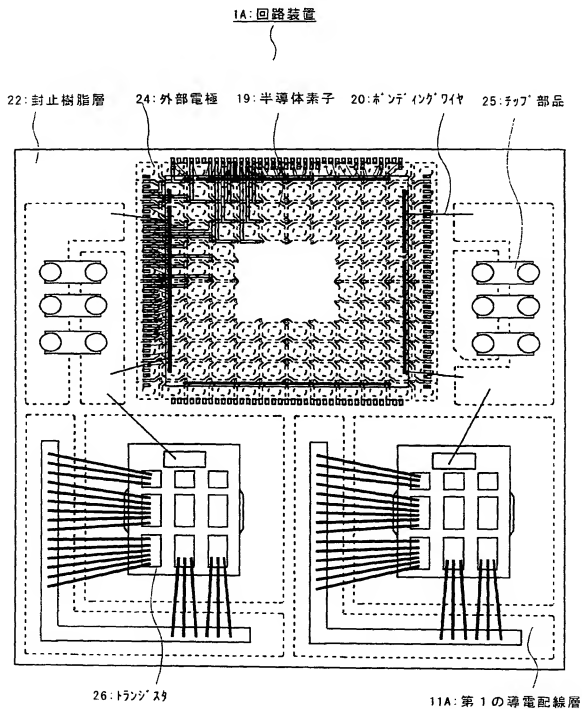 1A:回路装置
22:封止樹脂層 24:外部電極 19:半導体素子 20:ﾎﾞﾝﾃﾞｨﾝｸﾞﾜｲﾔ 25:ﾁｯﾌﾟ部品
26:ﾄﾗﾝｼﾞｽﾀ 11A:第1の導電配線層